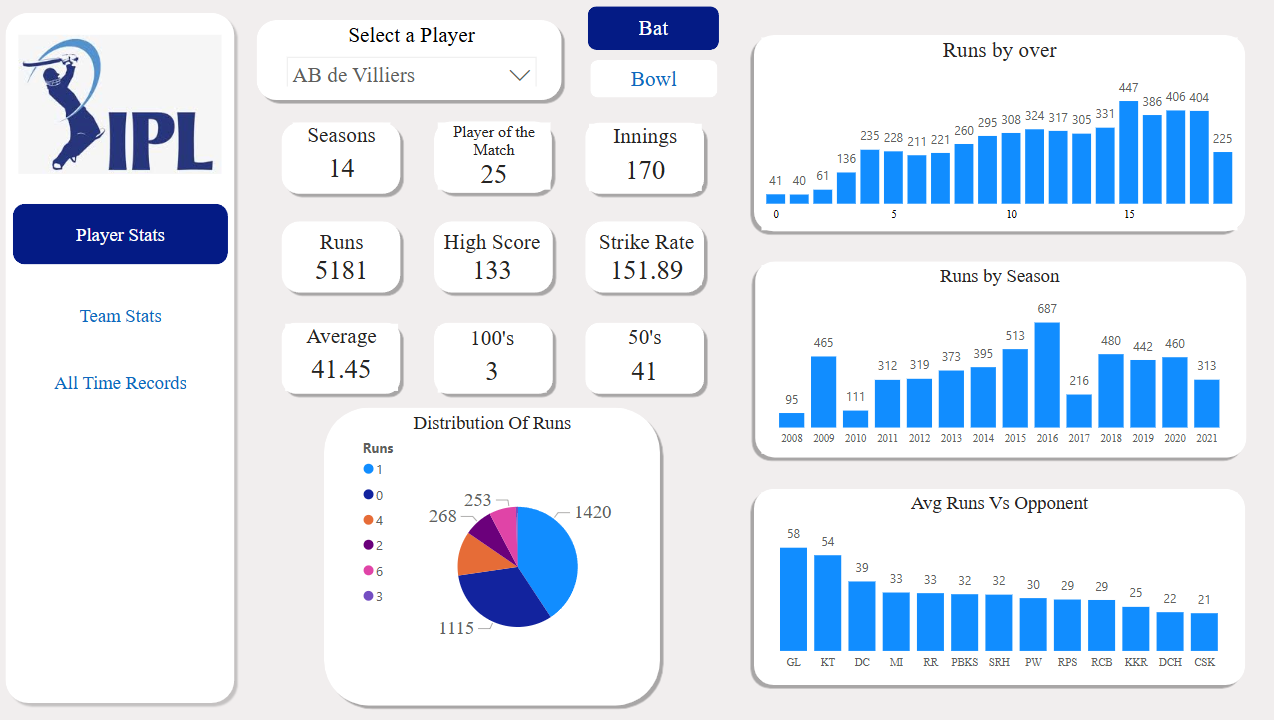 IPL
Player Stats
Team Stats
All Time Records
Select a Player
AB de Villiers
Bat
Bowl
Seasons
14
Player of the
Match
25
Innings
170
Runs
5181
High Score
133
Strike Rate
151.89
Average
41.45
100's
3
50's
41
Distribution Of Runs
Runs
1
0
4
2
6
3
253
268
1420
1115
Runs by over
41 40 61 136 235 228 211 221 260 295 308 324 317 305 331 447 386 406 404 225
0 5 10 15
Runs by Season
95 465 111 312 319 373 395 513 687 216 480 442 460 313
2008 2009 2010 2011 2012 2013 2014 2015 2016 2017 2018 2019 2020 2021
Avg Runs Vs Opponent
58 54 39 33 33 32 32 30 29 29 25 22 21
GL KT DC MI RR PBKS SRH PW RPS RCB KKR DCH CSK